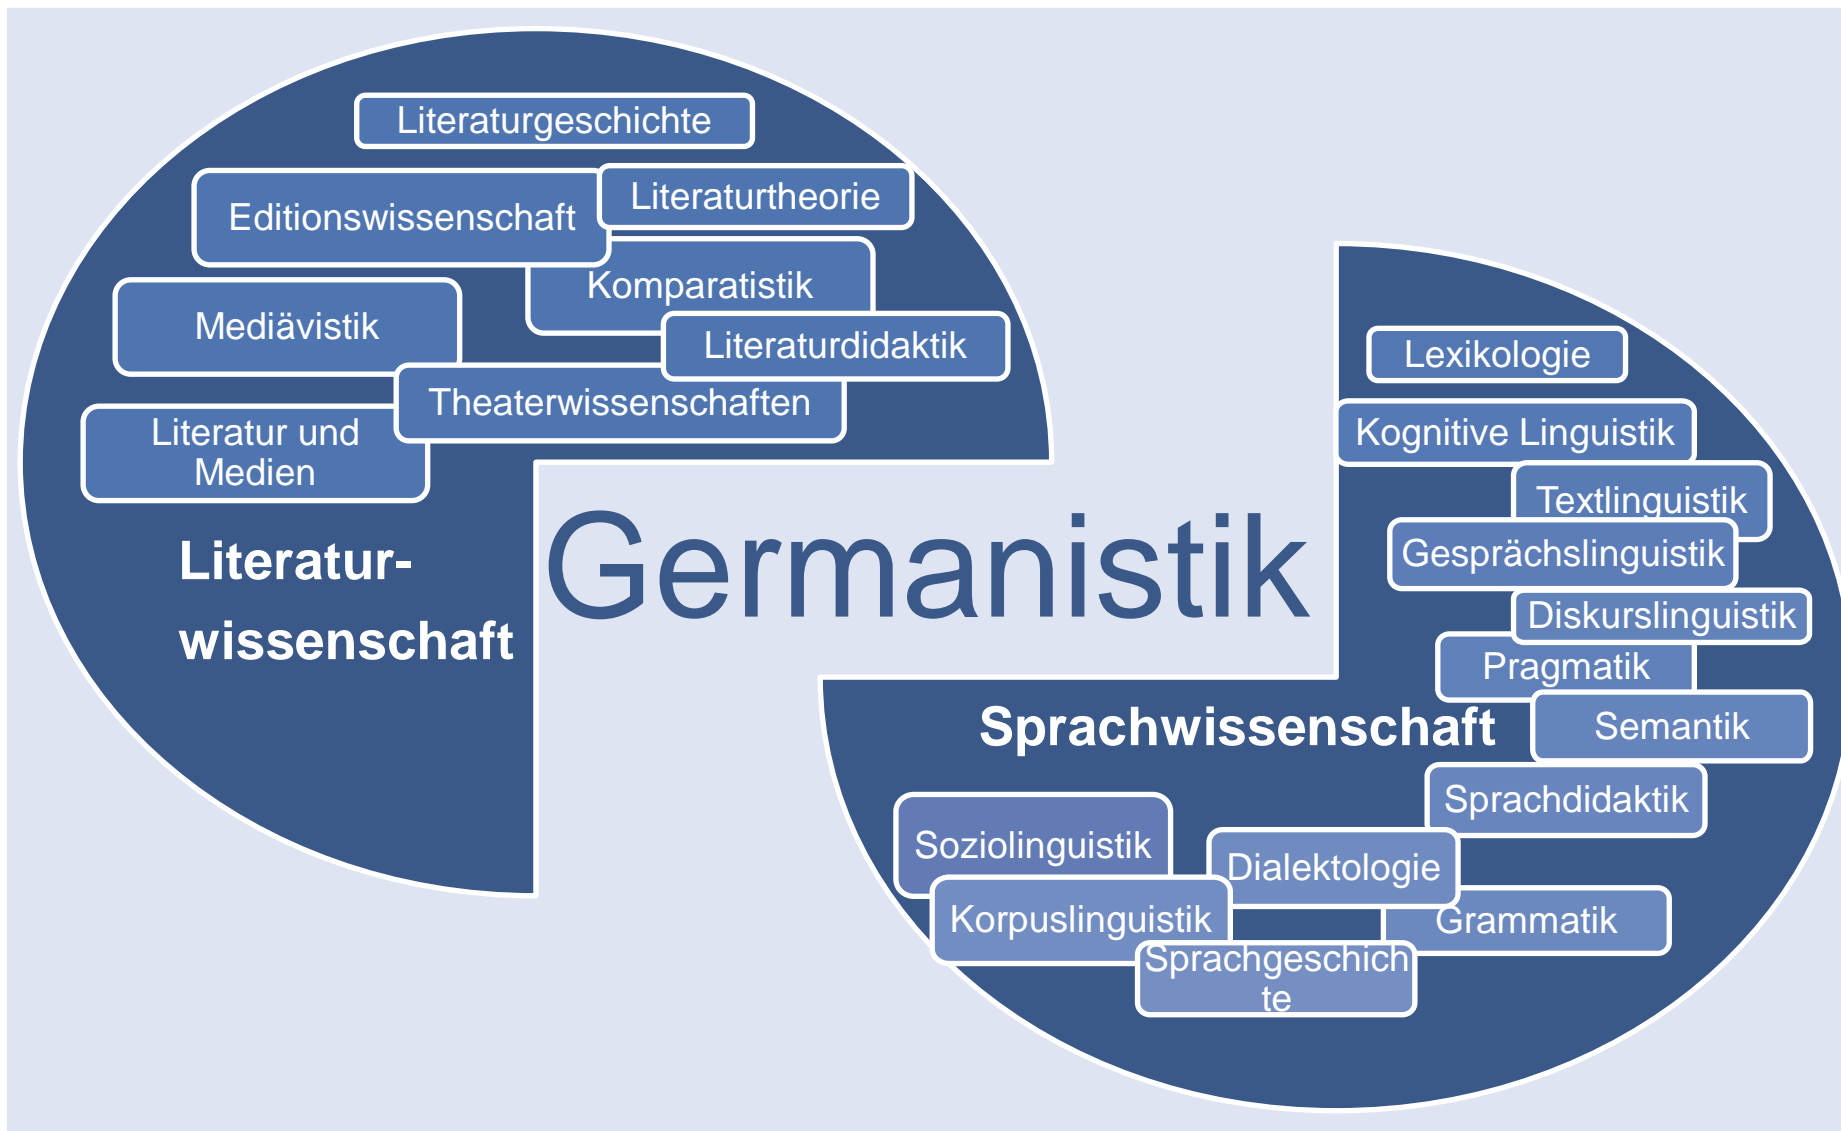 Literaturgeschichte
Editionswissenschaft
Literaturtheorie
Komparatistik
Mediävistik
Literaturdidaktik
Theaterwissenschaften
Literatur und
Medien
Literatur-
wissenschaft
Germanistik
Lexikologie
Kognitive Linguistik
Textlinguistik
Gesprächslinguistik
Diskurslinguistik
Pragmatik
Semantik
Sprachwissenschaft
Sprachdidaktik
Soziolinguistik
Dialektologie
Korpuslinguistik
Grammatik
Sprachgeschich
te